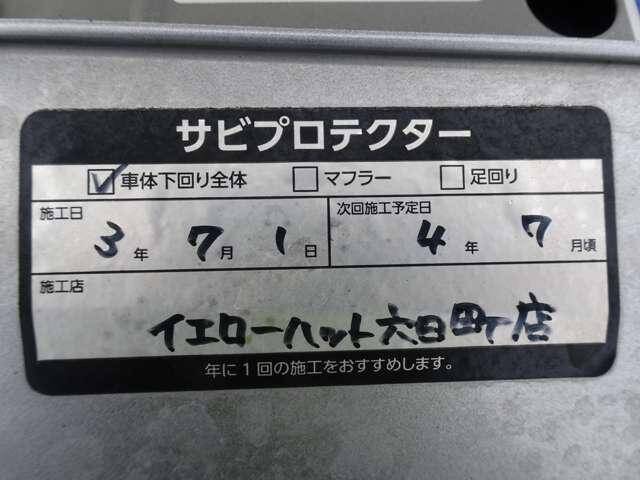 サビプロテクター
車体下回り全体 マフラー 足回り
施工日 次回施工予定日
3年 7月 1日 4年 7月頃
施工店
イエローハット六日町店
年に1回の施工をおすすめします。